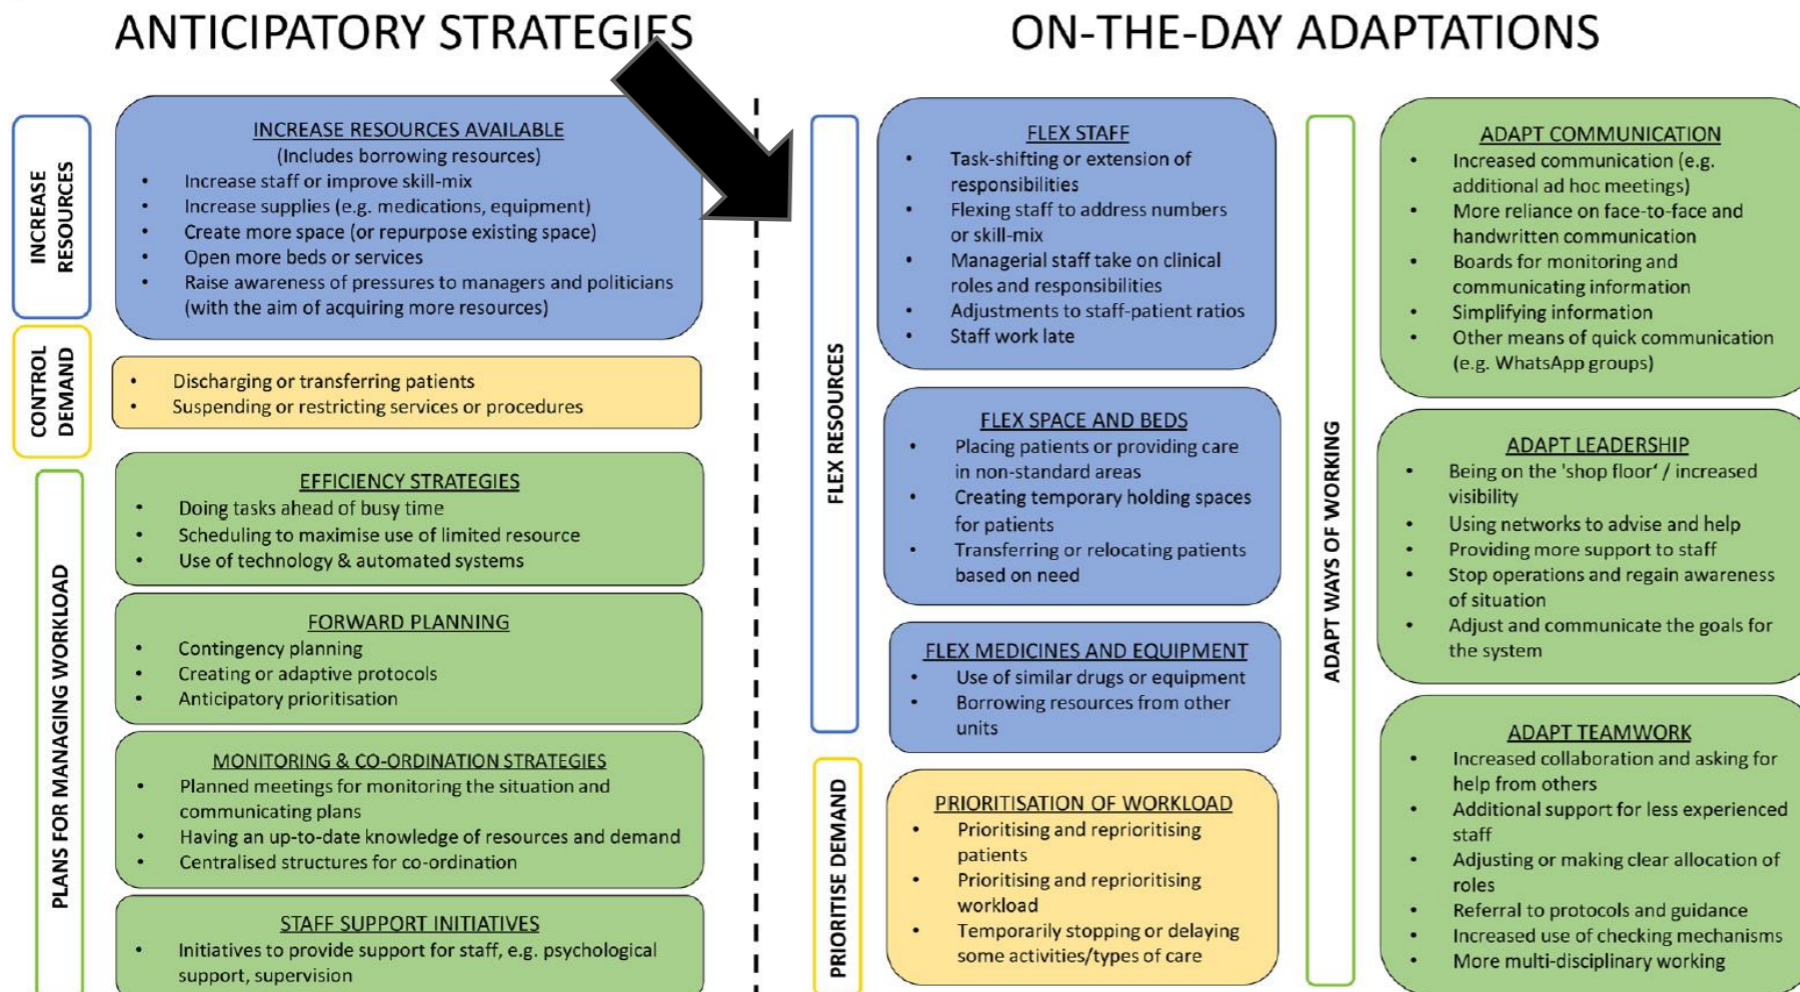 ANTICIPATORY STRATEGIES
INCREASE
RESOURCES
INCREASE RESOURCES AVAILABLE
(Includes borrowing resources)
• Increase staff or improve skill-mix
• Increase supplies (e.g. medications, equipment)
• Create more space (or repurpose existing space)
• Open more beds or services
• Raise awareness of pressures to managers and politicians
(with the aim of acquiring more resources)
CONTROL
DEMAND
• Discharging or transferring patients
• Suspending or restricting services or procedures
PLANS FOR MANAGING WORKLOAD
EFFICIENCY STRATEGIES
• Doing tasks ahead of busy time
• Scheduling to maximise use of limited resource
• Use of technology & automated systems
FORWARD PLANNING
• Contingency planning
• Creating or adaptive protocols
• Anticipatory prioritisation
MONITORING & CO-ORDINATION STRATEGIES
• Planned meetings for monitoring the situation and
communicating plans
• Having an up-to-date knowledge of resources and demand
• Centralised structures for co-ordination
STAFF SUPPORT INITIATIVES
• Initiatives to provide support for staff, e.g. psychological
support, supervision
ON-THE-DAY ADAPTATIONS
FLEX RESOURCES
FLEX STAFF
• Task-shifting or extension of
responsibilities
• Flexing staff to address numbers
or skill-mix
• Managerial staff take on clinical
roles and responsibilities
• Adjustments to staff-patient ratios
• Staff work late
FLEX SPACE AND BEDS
• Placing patients or providing care
in non-standard areas
• Creating temporary holding spaces
for patients
• Transferring or relocating patients
based on need
FLEX MEDICINES AND EQUIPMENT
• Use of similar drugs or equipment
• Borrowing resources from other
units
PRIORITISE DEMAND
PRIORITISATION OF WORKLOAD
• Prioritising and reprioritising
patients
• Prioritising and reprioritising
workload
• Temporarily stopping or delaying
some activities/types of care
ADAPT WAYS OF WORKING
ADAPT COMMUNICATION
• Increased communication (e.g.
additional ad hoc meetings)
• More reliance on face-to-face and
handwritten communication
• Boards for monitoring and
communicating information
• Simplifying information
• Other means of quick communication
(e.g. WhatsApp groups)
ADAPT LEADERSHIP
• Being on the 'shop floor‘ / increased
visibility
• Using networks to advise and help
• Providing more support to staff
• Stop operations and regain awareness
of situation
• Adjust and communicate the goals for
the system
ADAPT TEAMWORK
• Increased collaboration and asking for
help from others
• Additional support for less experienced
staff
• Adjusting or making clear allocation of
roles
• Referral to protocols and guidance
• Increased use of checking mechanisms
• More multi-disciplinary working